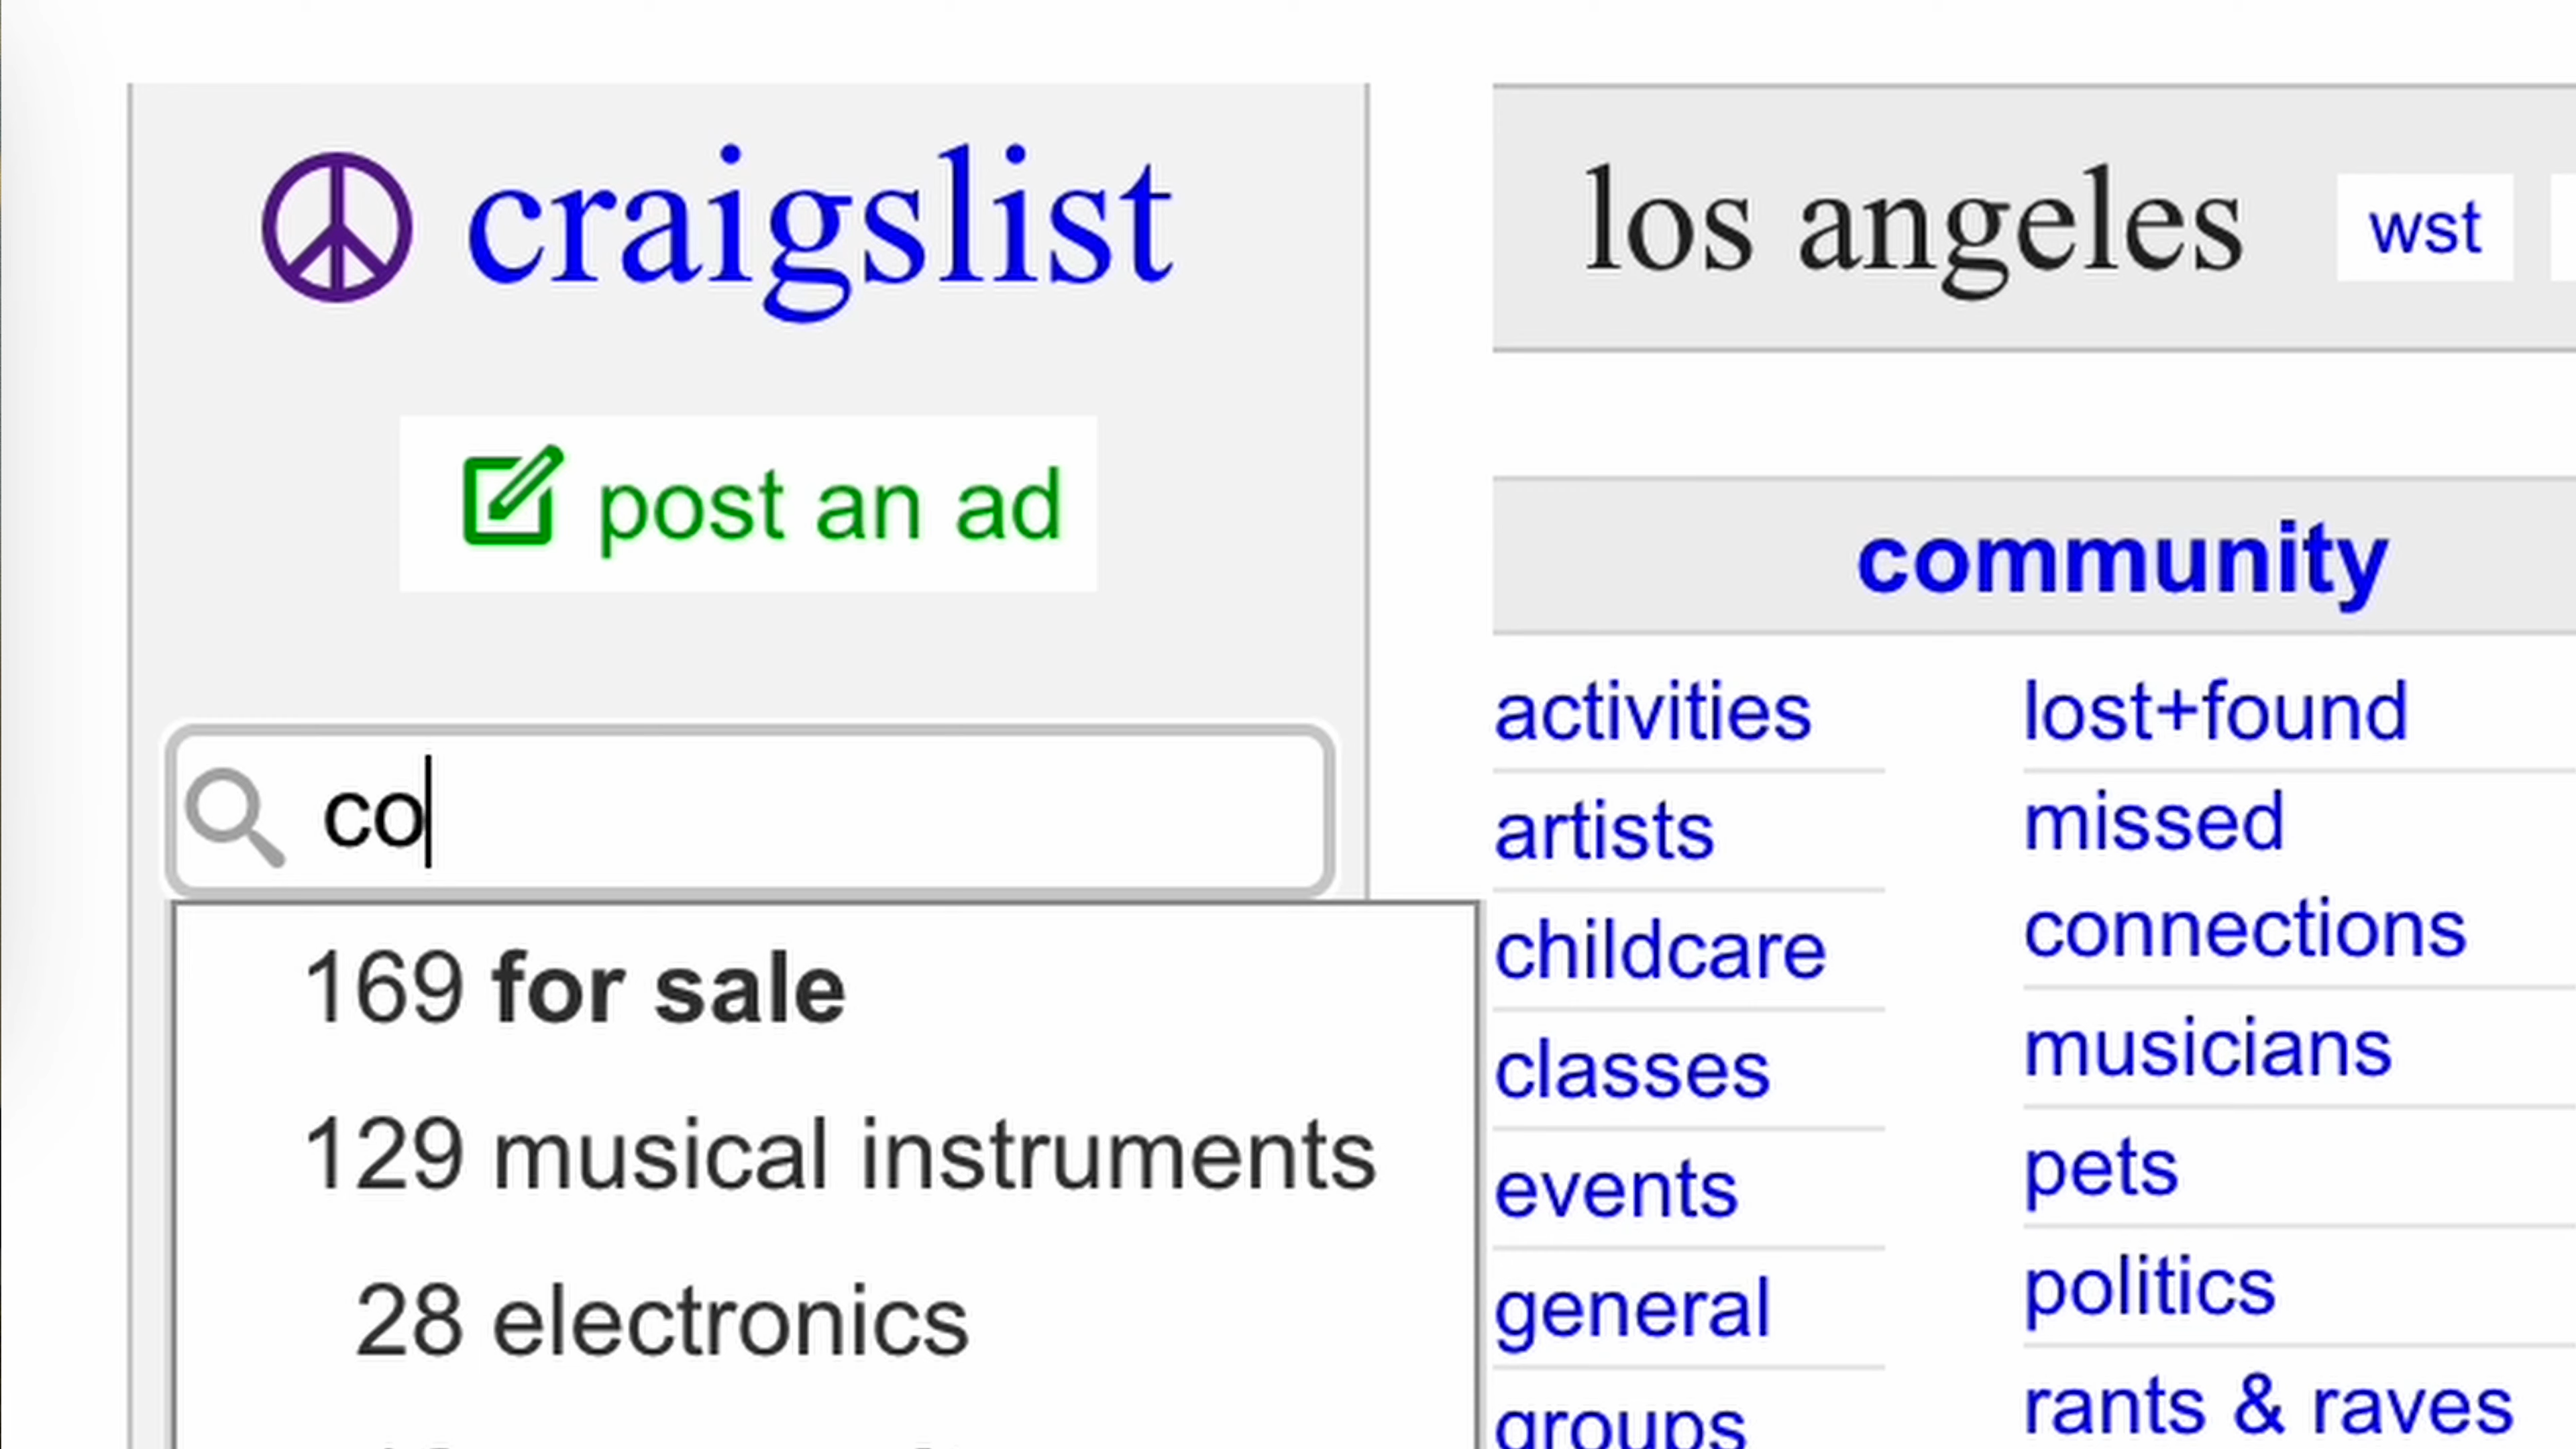 craigslist
post an ad
co
169 for sale
129 musical instruments
28 electronics
los angeles
wst
community
activities
artists
childcare
classes
events
general
groups
lost+found
missed
connections
musicians
pets
politics
rants & raves